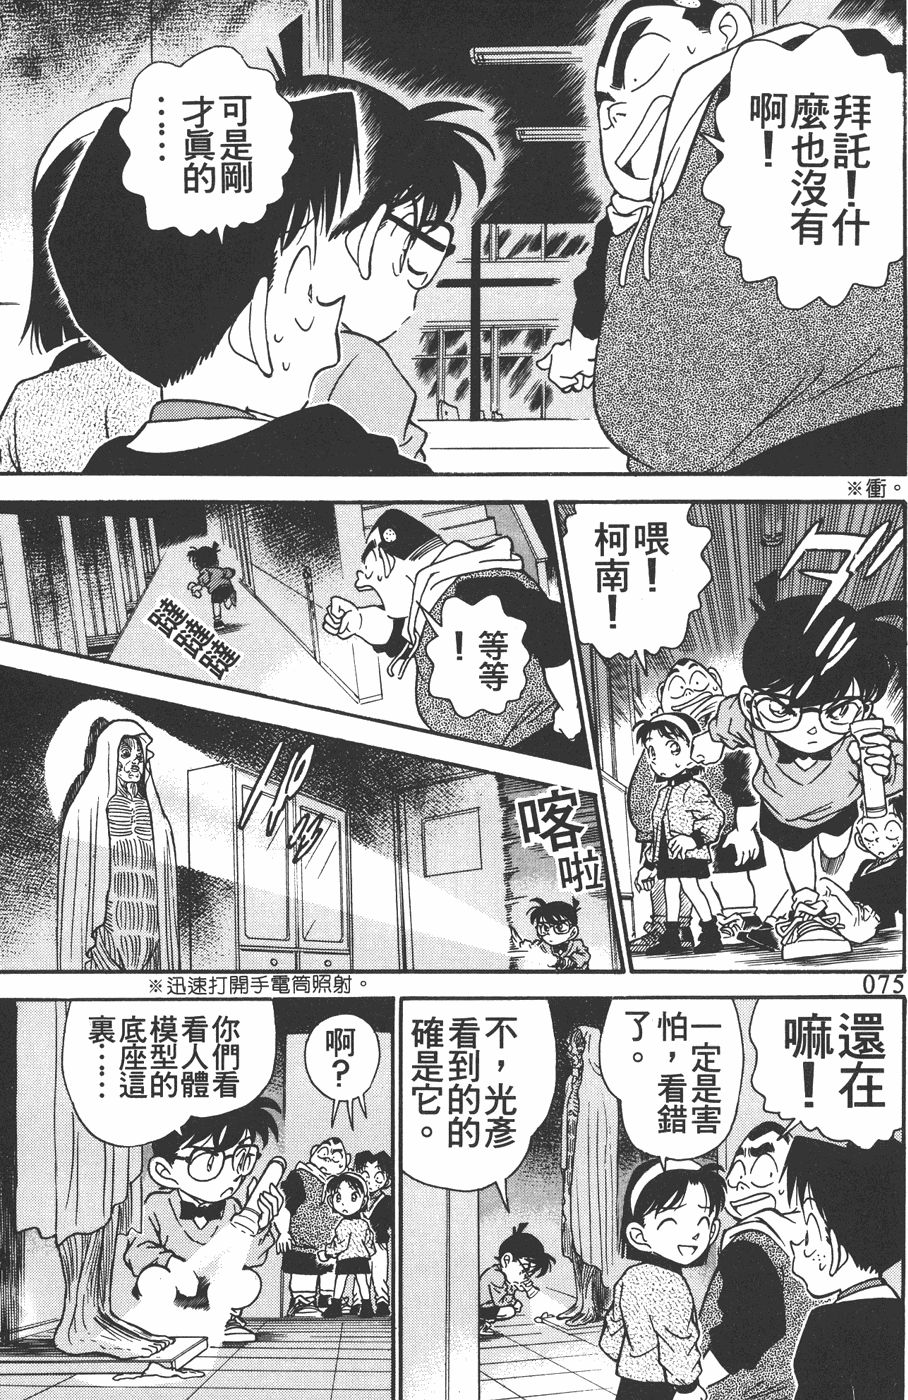 拜託！什
麼也沒有
啊！
可是剛
才真的
……
※衝。
喂！
柯南！
等等
！
躂躂躂
喀啦
※迅速打開手電筒照射。
075
還在
嘛！
一定是害
怕，看錯
了。
不，光彥
看到的的
確是它。
啊？
你們看
看人體
模型的
底座這
裏……